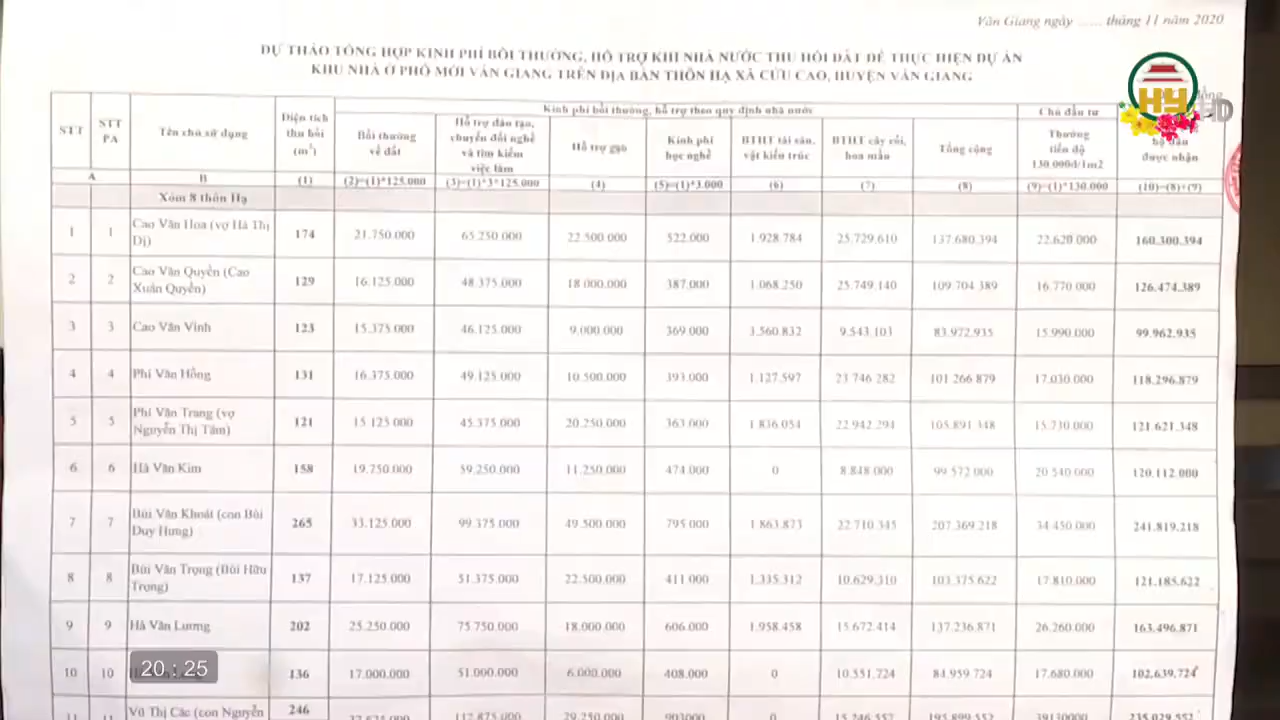 Văn Giang ngày ...... tháng 11 năm 2020
DỰ THẢO TỔNG HỢP KINH PHÍ BỒI THƯỜNG, HỖ TRỢ KHI NHÀ NƯỚC THU HỒI ĐẤT ĐỂ THỰC HIỆN DỰ ÁN
KHU NHÀ Ở PHỐ MỚI VĂN GIANG TRÊN ĐỊA BÀN THÔN HẠ XÃ CỬU CAO, HUYỆN VĂN GIANG
HY HD
đồng
STT STT PA Tên chủ sử dụng Diện tích thu hồi (m²) Kinh phí bồi thường, hỗ trợ theo quy định nhà nước Chủ đầu tư
Bồi thường về đất Hỗ trợ đào tạo, chuyển đổi nghề và tìm kiếm việc làm Hỗ trợ gạo Kinh phí học nghề BTHT tài sản, vật kiến trúc BTHT cây cối, hoa màu Tổng cộng Thưởng tiến độ 130.000đ/1m2 hộ dân được nhận
A B (1) (2)=(1)*125.000 (3)=(1)*3*125.000 (4) (5)=(1)*3.000 (6) (7) (8) (9)=(1)*130.000 (10)=(8)+(9)
Xóm 8 thôn Hạ
1 1 Cao Văn Hoa (vợ Hà Thị Dị) 174 21.750.000 65.250.000 22.500.000 522.000 1.928.784 25.729.610 137.680.394 22.620.000 160.300.394
2 2 Cao Văn Quyền (Cao Xuân Quyền) 129 16.125.000 48.375.000 18.000.000 387.000 1.068.250 25.749.140 109.704.389 16.770.000 126.474.389
3 3 Cao Văn Vinh 123 15.375.000 46.125.000 9.000.000 369.000 3.560.832 9.543.103 83.972.935 15.990.000 99.962.935
4 4 Phí Văn Hồng 131 16.375.000 49.125.000 10.500.000 393.000 1.127.597 23.746.282 101.266.879 17.030.000 118.296.879
5 5 Phí Văn Trang (vợ Nguyễn Thị Tâm) 121 15.125.000 45.375.000 20.250.000 363.000 1.836.054 22.942.294 105.891.348 15.730.000 121.621.348
6 6 Hà Văn Kim 158 19.750.000 59.250.000 11.250.000 474.000 0 8.848.000 99.572.000 20.540.000 120.112.000
7 7 Bùi Văn Khoát (con Bùi Duy Hưng) 265 33.125.000 99.375.000 49.500.000 795.000 1.863.873 22.710.345 207.369.218 34.450.000 241.819.218
8 8 Bùi Văn Trọng (Bùi Hữu Trọng) 137 17.125.000 51.375.000 22.500.000 411.000 1.335.312 10.629.310 103.375.622 17.810.000 121.185.622
9 9 Hà Văn Lương 202 25.250.000 75.750.000 18.000.000 606.000 1.958.458 15.672.414 137.236.871 26.260.000 163.496.871
10 10 136 17.000.000 51.000.000 6.000.000 408.000 0 10.551.724 84.959.724 17.680.000 102.639.724
20:25
11 11 Vũ Thị Các (con Nguyễn 246 112.875.000 29.250.000 903000 0 15.246.552 195.899.552 39130000 235.029.552